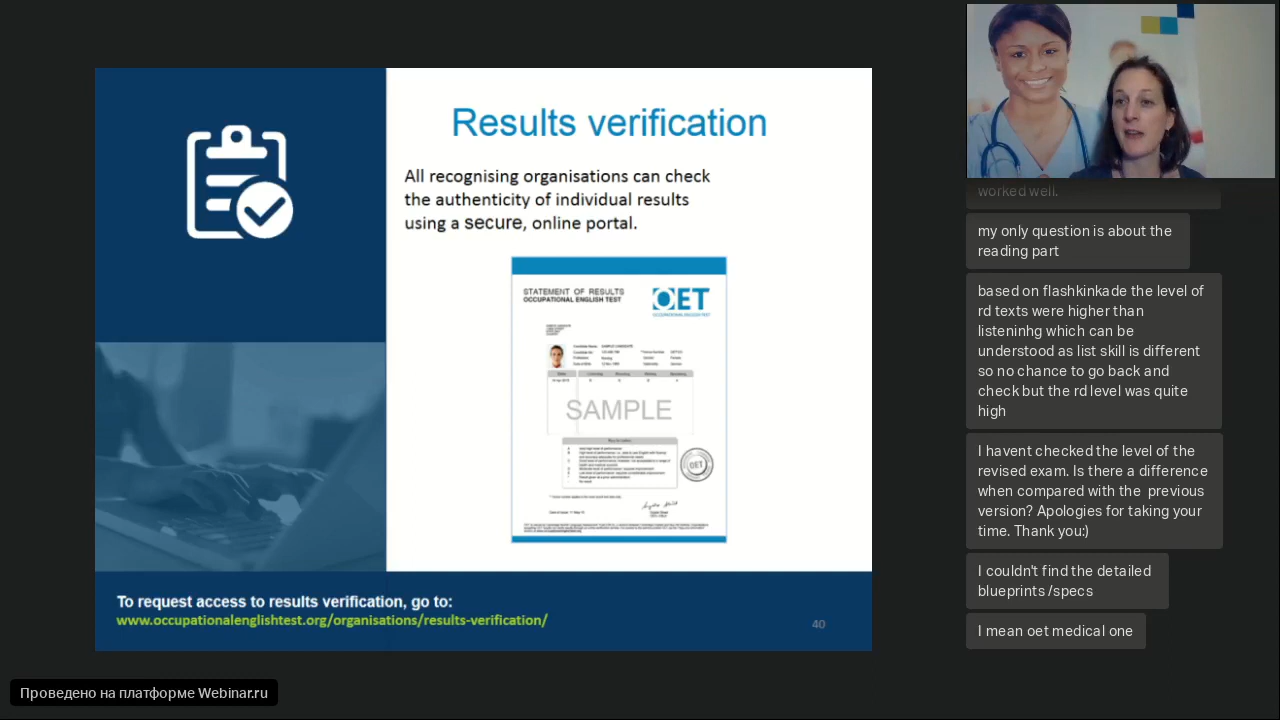 Results verification
All recognising organisations can check
the authenticity of individual results
using a secure, online portal.
STATEMENT OF RESULTS
OCCUPATIONAL ENGLISH TEST
OET
OCCUPATIONAL ENGLISH TEST
SAMPLE
OET
To request access to results verification, go to:
www.occupationalenglishtest.org/organisations/results-verification/
40
worked well.
my only question is about the
reading part
based on flashkinkade the level of
rd texts were higher than
listeninhg which can be
understood as the skill is different
so no chance to go back and
check but the rd level was quite
high
I havent checked the level of the
revised exam. Is there a difference
when compared with the previous
version? Apologies for taking your
time. Thank you:)
I couldn't find the detailed
blueprints /specs
I mean oet medical one
Проведено на платформе Webinar.ru